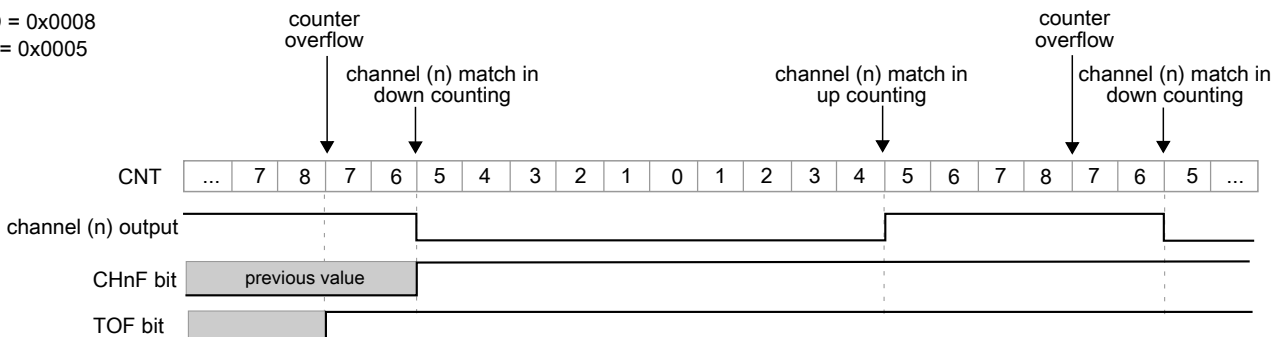 = 0x0008
= 0x0005
counter
overflow
channel (n) match in
down counting
channel (n) match in
up counting
counter
overflow
channel (n) match in
down counting
CNT ... 7 8 7 6 5 4 3 2 1 0 1 2 3 4 5 6 7 8 7 6 5 ...
channel (n) output
CHnF bit previous value
TOF bit